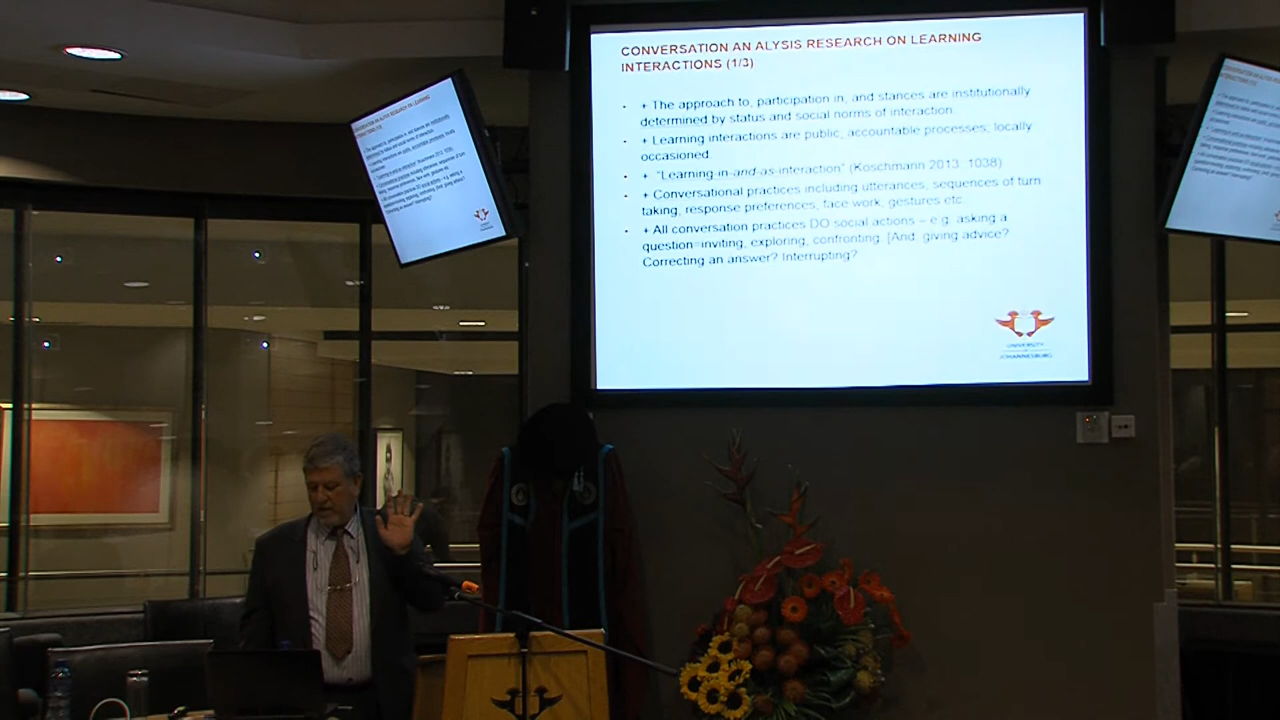 CONVERSATION AN ALYSIS RESEARCH ON LEARNING
INTERACTIONS (1/3)
+ The approach to, participation in, and stances are institutionally
determined by status and social norms of interaction.
+ Learning interactions are public, accountable processes; locally
occasioned
+ "Learning-in-and-as-interaction" (Koschmann 2013: 1038)
+ Conversational practices including utterances, sequences of turn
taking, response preferences, face work, gestures etc.
+ All conversation practices DO social actions – e.g. asking a
question=inviting, exploring, confronting. [And: giving advice?
Correcting an answer? Interrupting?
UNIVERSITY
OF
JOHANNESBURG